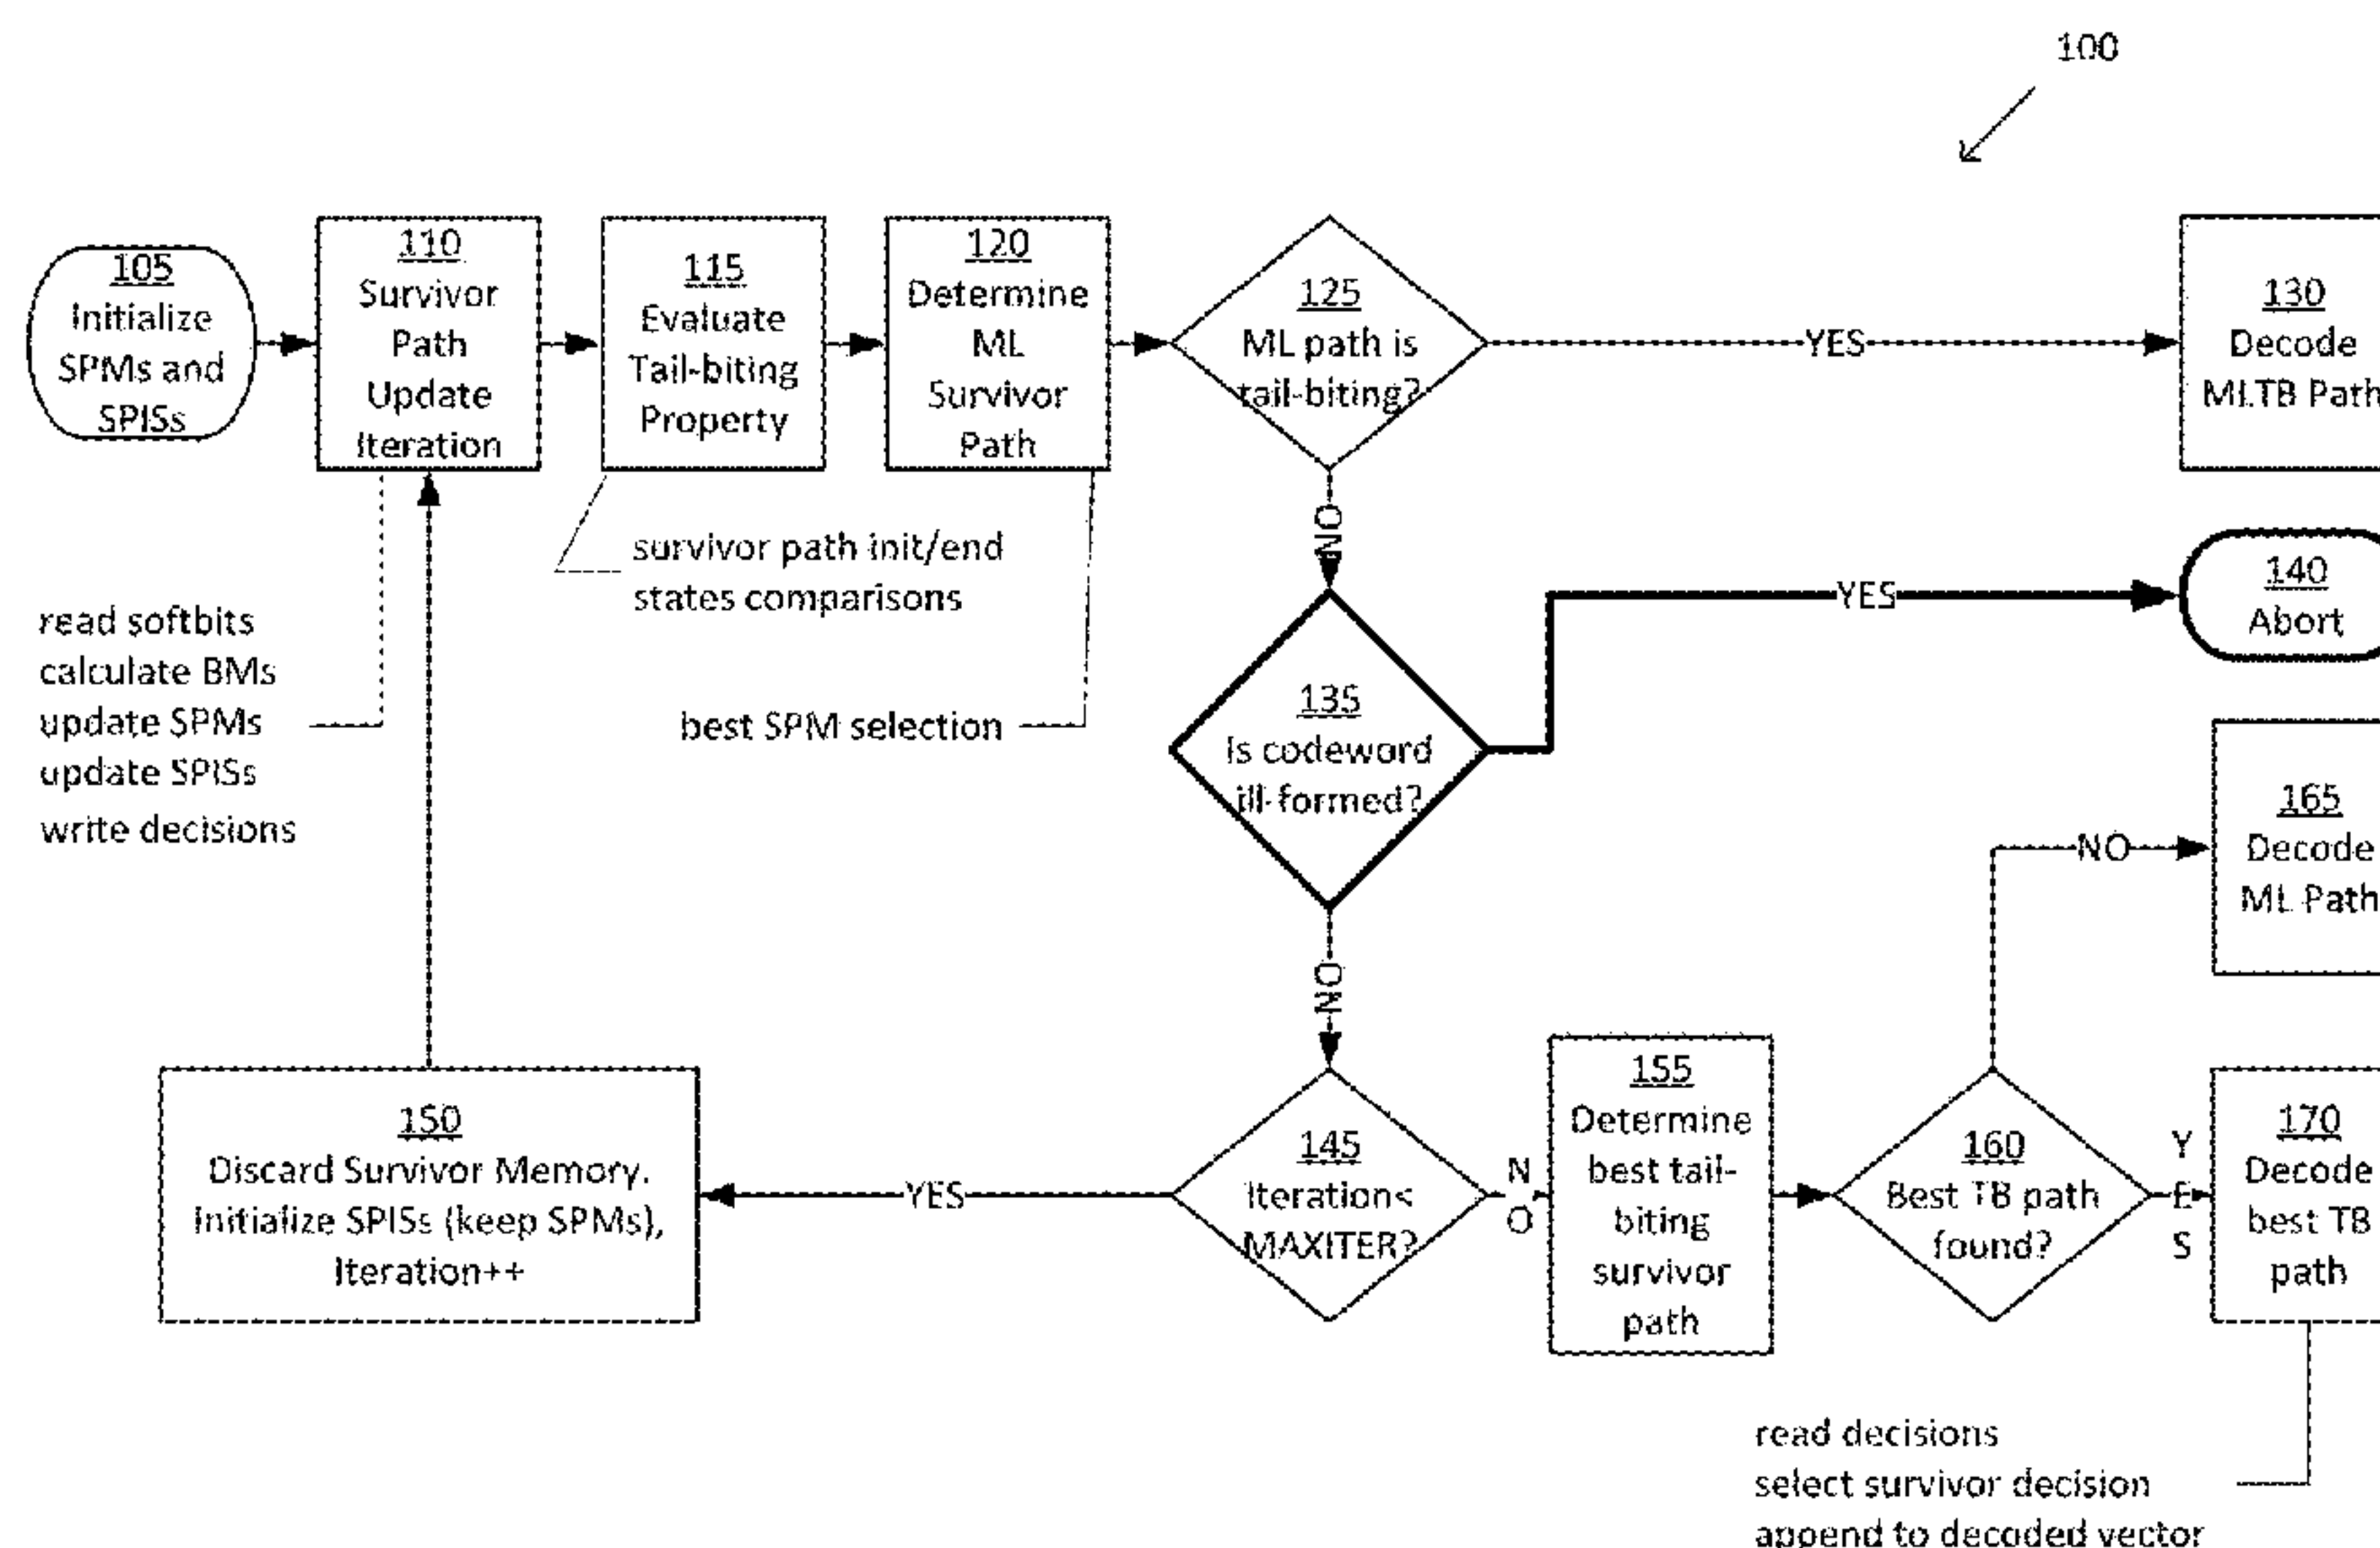 100
105
Initialize
SPMs and
SPISs
110
Survivor
Path
Update
Iteration
115
Evaluate
Tail-biting
Property
120
Determine
ML
Survivor
Path
125
ML path is
tail-biting?
YES
130
Decode
MLTB Path
NO
survivor path init/end
states comparisons
read softbits
calculate BMs
update SPMs
update SPISs
write decisions
best SPM selection
135
Is codeword
ill-formed?
YES
140
Abort
NO
165
Decode
ML Path
NO
150
Discard Survivor Memory.
Initialize SPISs (keep SPMs),
Iteration++
YES
145
Iteration<
MAXITER?
NO
155
Determine
best tail-
biting
survivor
path
160
Best TB path
found?
YES
170
Decode
best TB
path
read decisions
select survivor decision
append to decoded vector